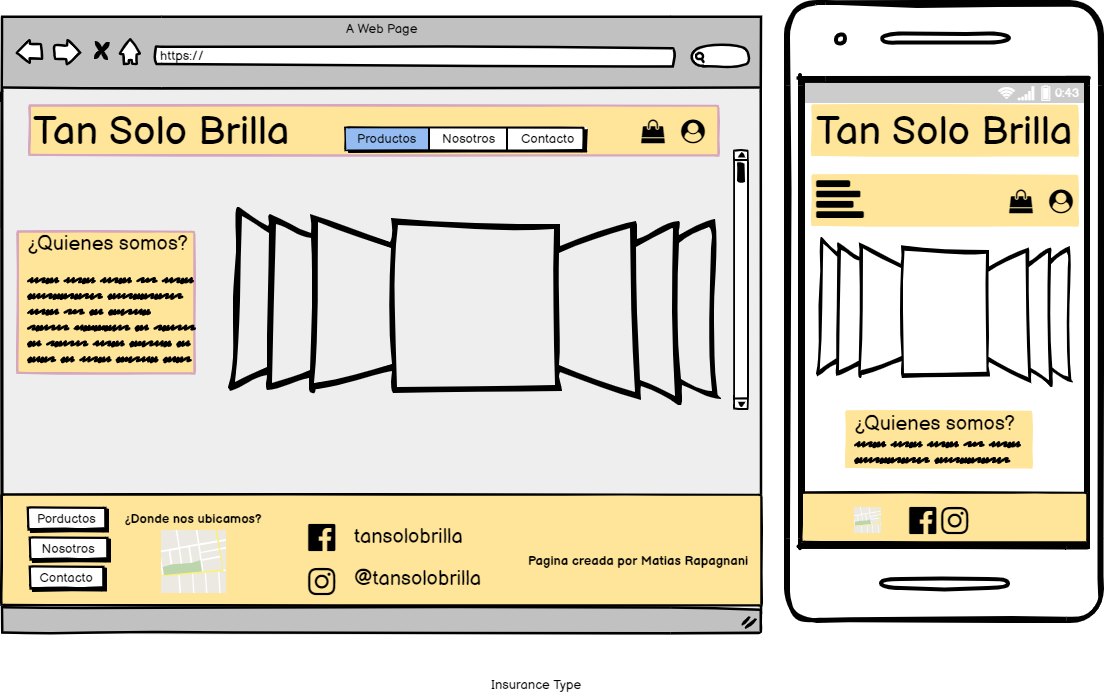 A Web Page
https://
Tan Solo Brilla
Productos
Nosotros
Contacto
¿Quienes somos?
Porductos
Nosotros
Contacto
¿Donde nos ubicamos?
tansolobrilla
@tansolobrilla
Pagina creada por Matias Rapagnani
0:43
Tan Solo Brilla
¿Quienes somos?
Insurance Type